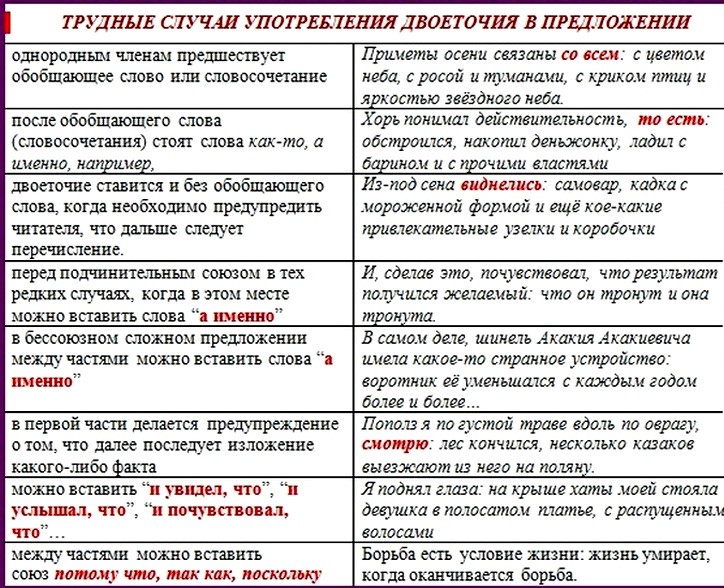 ТРУДНЫЕ СЛУЧАИ УПОТРЕБЛЕНИЯ ДВОЕТОЧИЯ В ПРЕДЛОЖЕНИИ
однородным членам предшествует
обобщающее слово или словосочетание
Приметы осени связаны со всем: с цветом
неба, с росой и туманами, с криком птиц и
яркостью звёздного неба.
после обобщающего слова
(словосочетания) стоят слова как-то, а
именно, например,
Хорь понимал действительность, то есть:
обстроился, накопил деньжонку, ладил с
барином и с прочими властями
двоеточие ставится и без обобщающего
слова, когда необходимо предупредить
читателя, что дальше следует
перечисление.
Из-под сена виднелись: самовар, кадка с
мороженной формой и ещё кое-какие
привлекательные узелки и коробочки
перед подчинительным союзом в тех
редких случаях, когда в этом месте
можно вставить слова “а именно”
И, сделав это, почувствовал, что результат
получился желаемый: что он тронут и она
тронута.
в бессоюзном сложном предложении
между частями можно вставить слова “а
именно”
В самом деле, шинель Акакия Акакиевича
имела какое-то странное устройство:
воротник её уменьшался с каждым годом
более и более…
в первой части делается предупреждение
о том, что далее последует изложение
какого-либо факта
Пополз я по густой траве вдоль по оврагу,
смотрю: лес кончился, несколько казаков
выезжают из него на поляну.
можно вставить “и увидел, что”, “и
услышал, что”, “и почувствовал,
что”…
Я поднял глаза: на крыше хаты моей стояла
девушка в полосатом платье, с распущенным
волосами
между частями можно вставить
союз потому что, так как, поскольку
Борьба есть условие жизни: жизнь умирает,
когда оканчивается борьба.